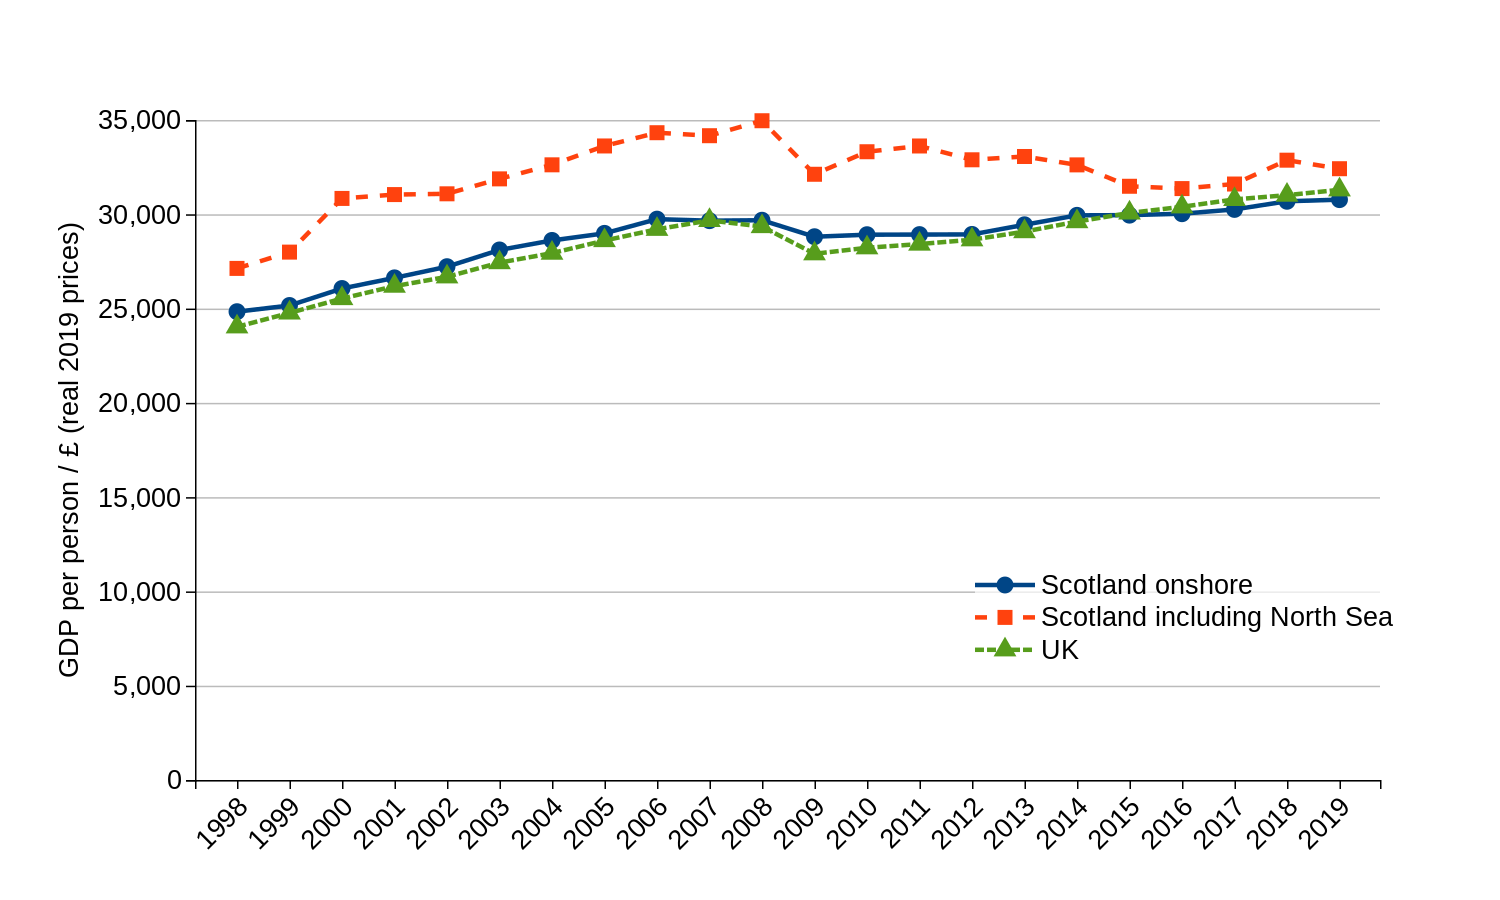 GDP per person / £ (real 2019 prices)
35,000
30,000
25,000
20,000
15,000
10,000
5,000
0
Scotland onshore
Scotland including North Sea
UK
1998 1999 2000 2001 2002 2003 2004 2005 2006 2007 2008 2009 2010 2011 2012 2013 2014 2015 2016 2017 2018 2019